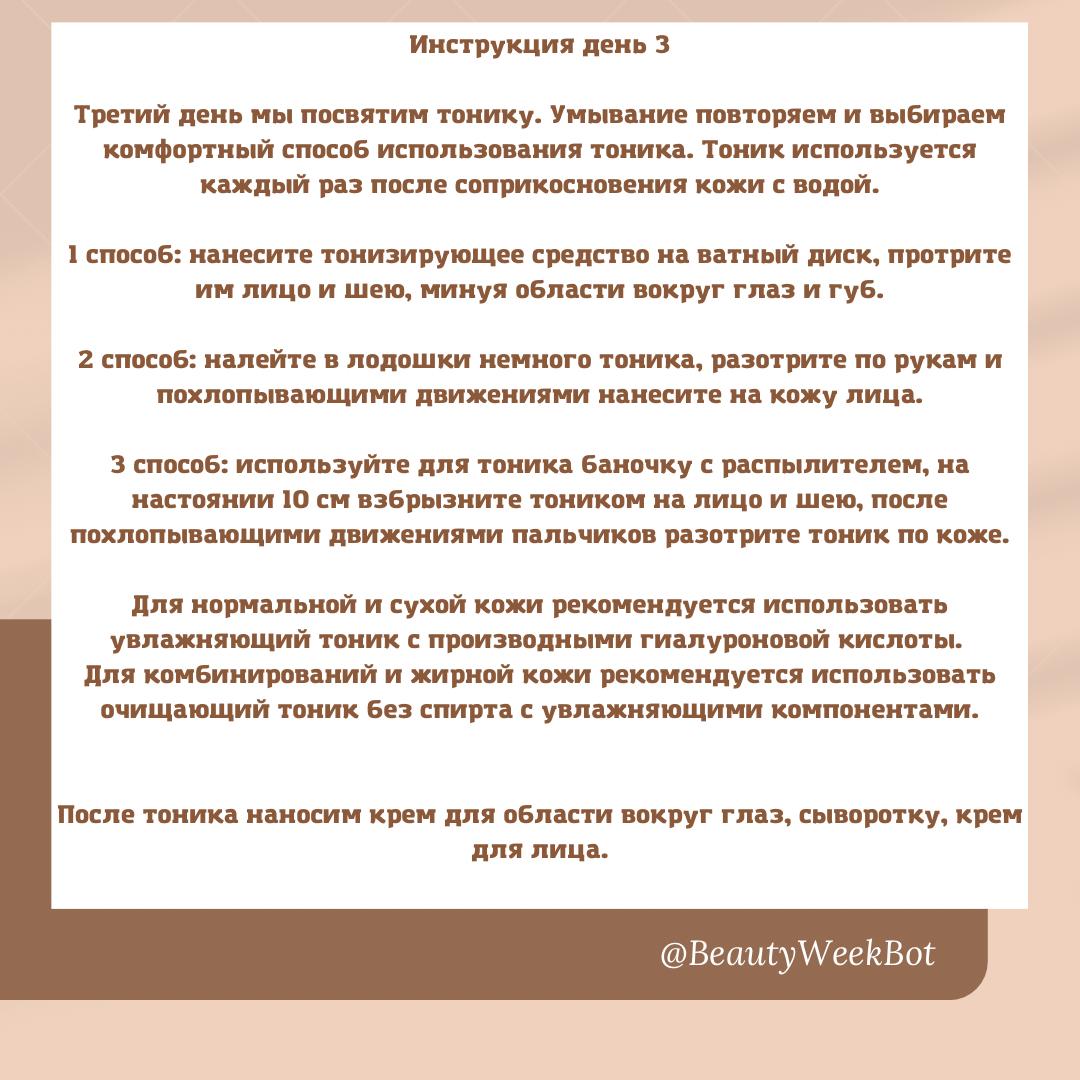 Инструкция день 3
Третий день мы посвятим тонику. Умывание повторяем и выбираем
комфортный способ использования тоника. Тоник используется
каждый раз после соприкосновения кожи с водой.
1 способ: нанесите тонизирующее средство на ватный диск, протрите
им лицо и шею, минуя области вокруг глаз и губ.
2 способ: налейте в лодошки немного тоника, разотрите по рукам и
похлопывающими движениями нанесите на кожу лица.
3 способ: используйте для тоника баночку с распылителем, на
настоянии 10 см взбрызните тоником на лицо и шею, после
похлопывающими движениями пальчиков разотрите тоник по коже.
Для нормальной и сухой кожи рекомендуется использовать
увлажняющий тоник с производными гиалуроновой кислоты.
Для комбинирований и жирной кожи рекомендуется использовать
очищающий тоник без спирта с увлажняющими компонентами.
После тоника наносим крем для области вокруг глаз, сыворотку, крем
для лица.
@BeautyWeekBot